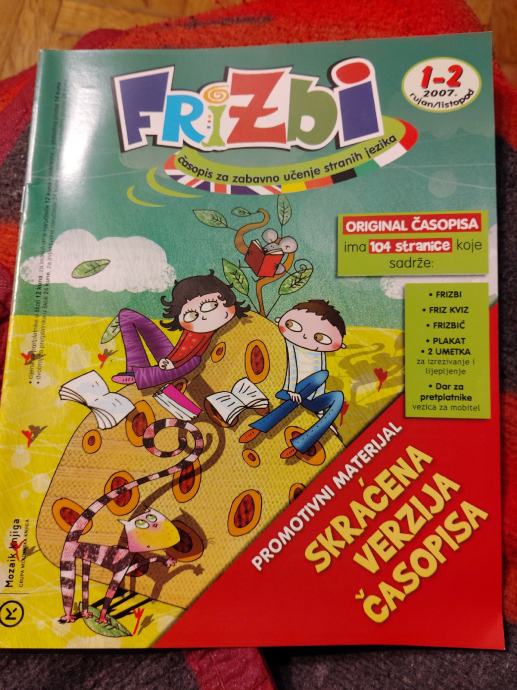 FRiZbi
časopis za zabavno učenje stranih jezika
1-2
2007.
rujan/listopad
ORIGINAL ČASOPISA
ima 104 stranice koje
sadrže:
• FRIZBI
• FRIZ KVIZ
• FRIZBIĆ
• PLAKAT
• 2 UMETKA
za izrezivanje i
lijepljenje
• Dar za
pretplatnike
vezica za mobitel
PROMOTIVNI MATERIJAL
SKRAĆENA
VERZIJA
ČASOPISA
Mozaik knjiga